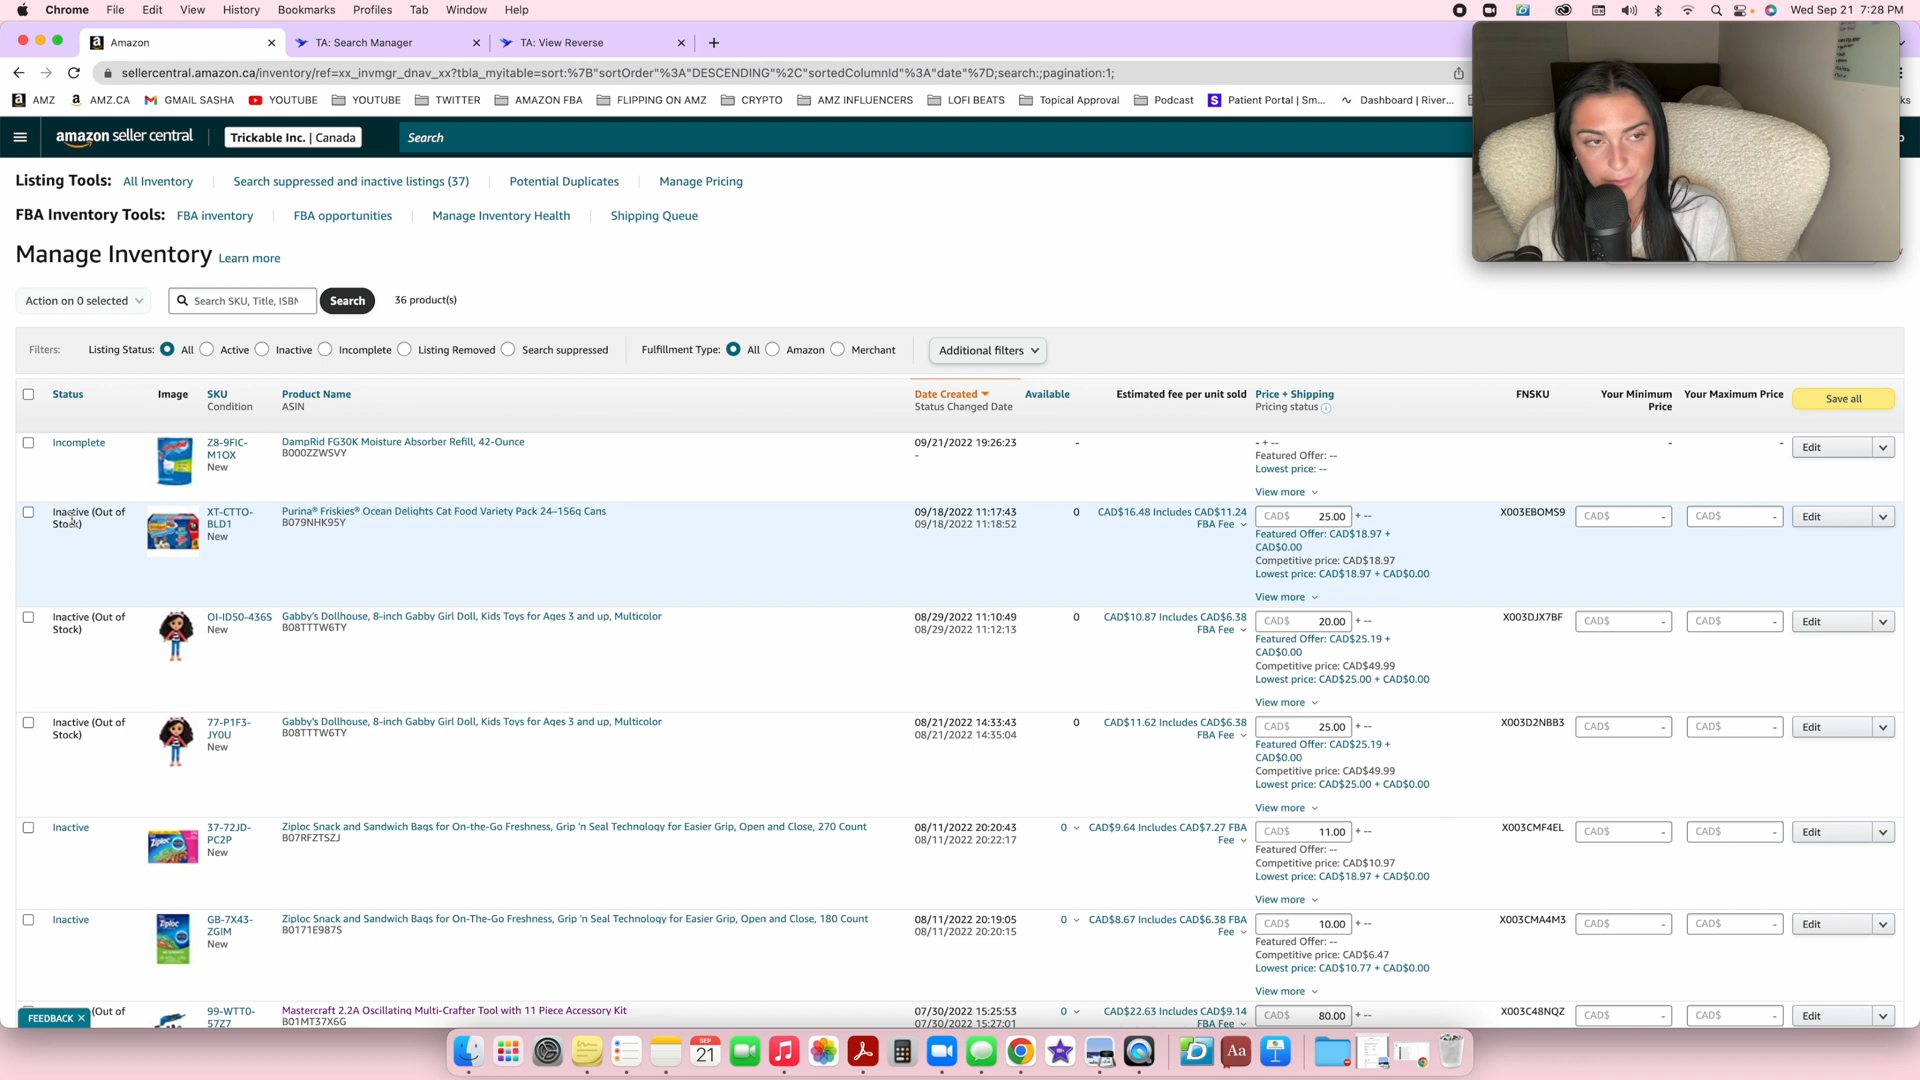 Chrome File Edit View History Bookmarks Profiles Tab Window Help Wed Sep 21 7:28 PM
Amazon TA: Search Manager TA: View Reverse
sellercentral.amazon.ca/inventory/ref=xx_invmgr_dnav_xx?tbla_myitable=sort:%7B"sortOrder"%3A"DESCENDING"%2C"sortedColumnId"%3A"date"%7D;search:;pagination:1;
AMZ AMZ.CA GMAIL SASHA YOUTUBE YOUTUBE TWITTER AMAZON FBA FLIPPING ON AMZ CRYPTO AMZ INFLUENCERS LOFI BEATS Topical Approval Podcast Patient Portal | Sm... Dashboard | River...
amazon seller central Trickable Inc. | Canada Search
Listing Tools: All Inventory Search suppressed and inactive listings (37) Potential Duplicates Manage Pricing
FBA Inventory Tools: FBA inventory FBA opportunities Manage Inventory Health Shipping Queue
Manage Inventory Learn more
Action on 0 selected Search SKU, Title, ISBN Search 36 product(s)
Filters: Listing Status: All Active Inactive Incomplete Listing Removed Search suppressed Fulfillment Type: All Amazon Merchant Additional filters
Status Image SKU Product Name Date Created Available Estimated fee per unit sold Price + Shipping FNSKU Your Minimum Your Maximum Price Save all
Condition ASIN Status Changed Date Pricing status Price
Incomplete Z8-9FIC- DampRid FG30K Moisture Absorber Refill, 42-Ounce 09/21/2022 19:26:23 - - + -- - - Edit
M1OX B000ZZWSVY - Featured Offer: --
New Lowest price: --
View more
Inactive (Out of XT-CTTO- Purina® Friskies® Ocean Delights Cat Food Variety Pack 24–156g Cans 09/18/2022 11:17:43 0 CAD$16.48 Includes CAD$11.24 CAD$ 25.00 + -- X003EBOMS9 CAD$ - CAD$ - Edit
Stock) BLD1 B079NHK95Y 09/18/2022 11:18:52 FBA Fee Featured Offer: CAD$18.97 +
New CAD$0.00
Competitive price: CAD$18.97
Lowest price: CAD$18.97 + CAD$0.00
View more
Inactive (Out of OI-ID50-436S Gabby's Dollhouse, 8-inch Gabby Girl Doll, Kids Toys for Ages 3 and up, Multicolor 08/29/2022 11:10:49 0 CAD$10.87 Includes CAD$6.38 CAD$ 20.00 + -- X003DJX7BF CAD$ - CAD$ - Edit
Stock) New B08TTTW6TY 08/29/2022 11:12:13 FBA Fee Featured Offer: CAD$25.19 +
CAD$0.00
Competitive price: CAD$49.99
Lowest price: CAD$25.00 + CAD$0.00
View more
Inactive (Out of 77-P1F3- Gabby's Dollhouse, 8-inch Gabby Girl Doll, Kids Toys for Ages 3 and up, Multicolor 08/21/2022 14:33:43 0 CAD$11.62 Includes CAD$6.38 CAD$ 25.00 + -- X003D2NBB3 CAD$ - CAD$ - Edit
Stock) JY0U B08TTTW6TY 08/21/2022 14:35:04 FBA Fee Featured Offer: CAD$25.19 +
New CAD$0.00
Competitive price: CAD$49.99
Lowest price: CAD$25.00 + CAD$0.00
View more
Inactive 37-72JD- Ziploc Snack and Sandwich Bags for On-the-Go Freshness, Grip 'n Seal Technology for Easier Grip, Open and Close, 270 Count 08/11/2022 20:20:43 0 CAD$9.64 Includes CAD$7.27 FBA CAD$ 11.00 + -- X003CMF4EL CAD$ - CAD$ - Edit
PC2P B07RFZTSZJ 08/11/2022 20:22:17 Fee Featured Offer: --
New Competitive price: CAD$10.97
Lowest price: CAD$18.97 + CAD$0.00
View more
Inactive GB-7X43- Ziploc Snack and Sandwich Bags for On-The-Go Freshness, Grip 'n Seal Technology for Easier Grip, Open and Close, 180 Count 08/11/2022 20:19:05 0 CAD$8.67 Includes CAD$6.38 FBA CAD$ 10.00 + -- X003CMA4M3 CAD$ - CAD$ - Edit
ZGIM B0171E987S 08/11/2022 20:20:15 Fee Featured Offer: --
New Competitive price: CAD$6.47
Lowest price: CAD$10.77 + CAD$0.00
View more
(Out of 99-WTT0- Mastercraft 2.2A Oscillating Multi-Crafter Tool with 11 Piece Accessory Kit 07/30/2022 15:25:53 0 CAD$22.63 Includes CAD$9.14 CAD$ 80.00 + -- X003C48NQZ CAD$ - CAD$ - Edit
57Z7 B01MT37X6G 07/30/2022 15:27:01 FBA Fee
FEEDBACK
SEP
21
Aa